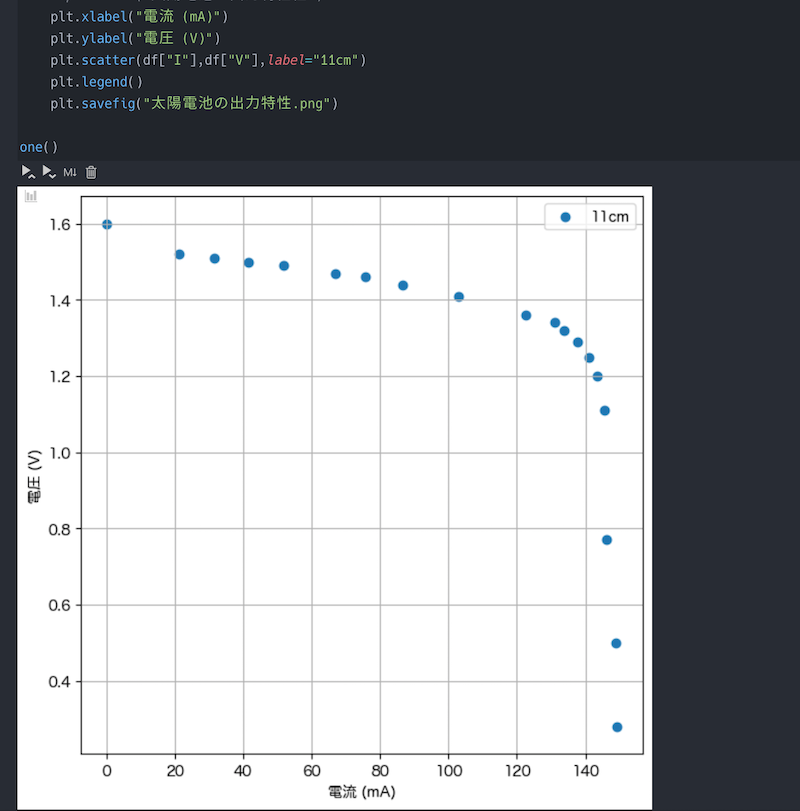 plt.xlabel("電流 (mA)")
plt.ylabel("電圧 (V)")
plt.scatter(df["I"],df["V"],label="11cm")
plt.legend()
plt.savefig("太陽電池の出力特性.png")
one()
M↓
11cm
1.6
1.4
1.2
1.0
0.8
0.6
0.4
電圧 (V)
0 20 40 60 80 100 120 140
電流 (mA)